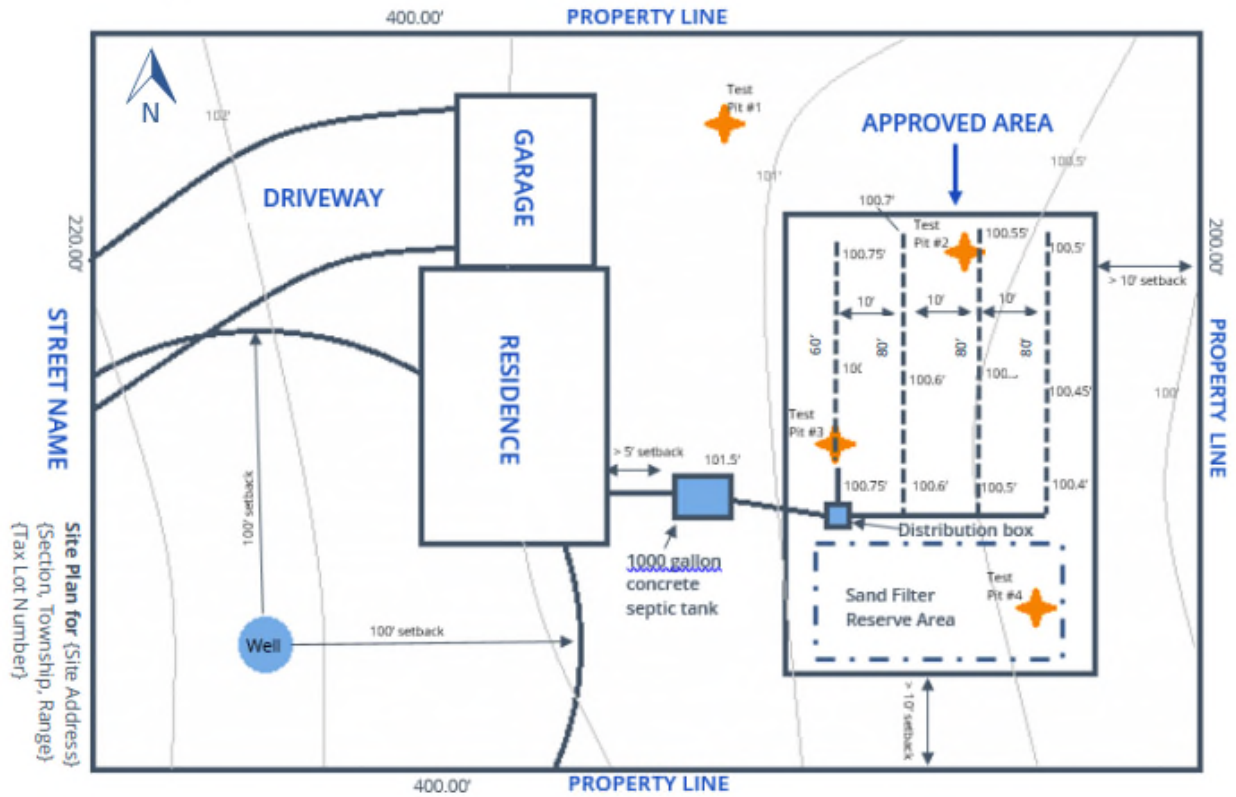 400.00'
PROPERTY LINE
N
102'
DRIVEWAY
GARAGE
RESIDENCE
220.00'
STREET NAME
Site Plan for {Site Address}
{Section, Township, Range}
{Tax Lot Number}
100' setback
Well
100' setback
> 5' setback
101.5'
1000 gallon
concrete
septic tank
Test
Pit #1
101'
APPROVED AREA
100.5'
100.7'
Test
Pit #2
100.55'
100.5'
100.75'
10'
10'
10'
60'
80'
80'
80'
100.6'
100.45'
Test
Pit #3
100.75'
100.6'
100.5'
100.4'
Distribution box
Sand Filter
Reserve Area
Test
Pit #4
> 10' setback
> 10' setback
200.00'
PROPERTY LINE
100'
400.00'
PROPERTY LINE